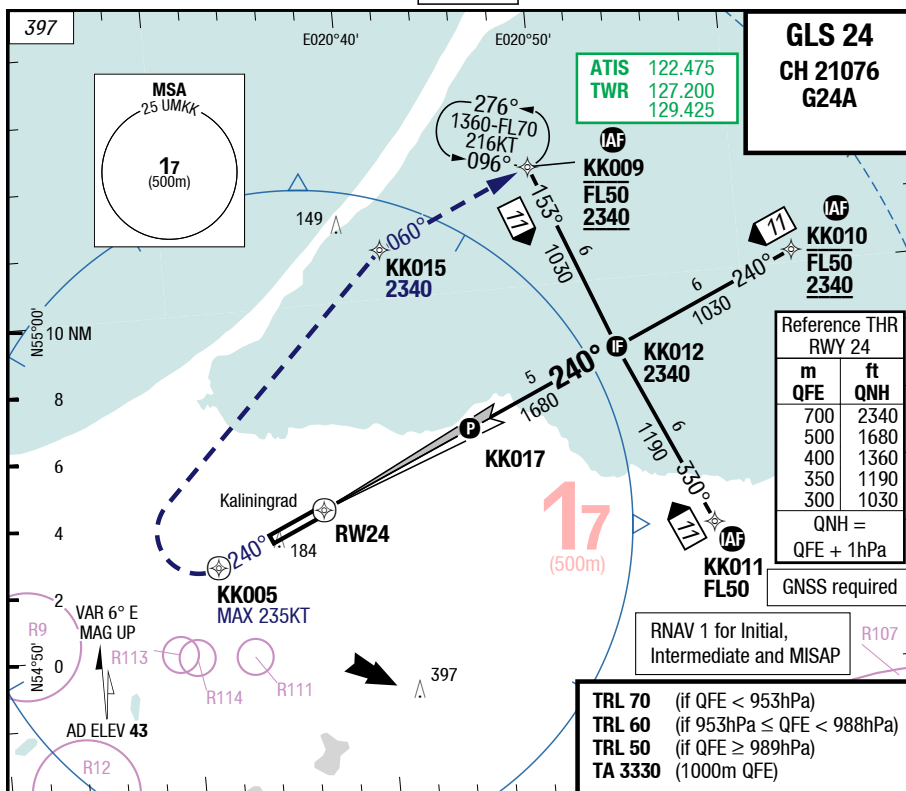 397
E020°40'
E020°50'
GLS 24
CH 21076
G24A
ATIS 122.475
TWR 127.200
129.425
MSA
25 UMKK
17
(500m)
276°
1360-FL70
216KT
096°
IAF
KK009
FL50
2340
153°
11
6
1030
IAF
KK010
FL50
2340
11
240°
6
1030
149
060°
KK015
2340
N55°00'
10 NM
8
6
4
2
0
IF
KK012
2340
240°
5
1680
P
KK017
6
1190
330°
11
IAF
KK011
FL50
Reference THR
RWY 24
m ft
QFE QNH
700 2340
500 1680
400 1360
350 1190
300 1030
QNH =
QFE + 1hPa
Kaliningrad
RW24
184
240°
KK005
MAX 235KT
17
(500m)
GNSS required
RNAV 1 for Initial,
Intermediate and MISAP
R107
R9
VAR 6° E
MAG UP
N54°50'
R113
R114
R111
397
AD ELEV 43
R12
TRL 70 (if QFE < 953hPa)
TRL 60 (if 953hPa ≤ QFE < 988hPa)
TRL 50 (if QFE ≥ 989hPa)
TA 3330 (1000m QFE)